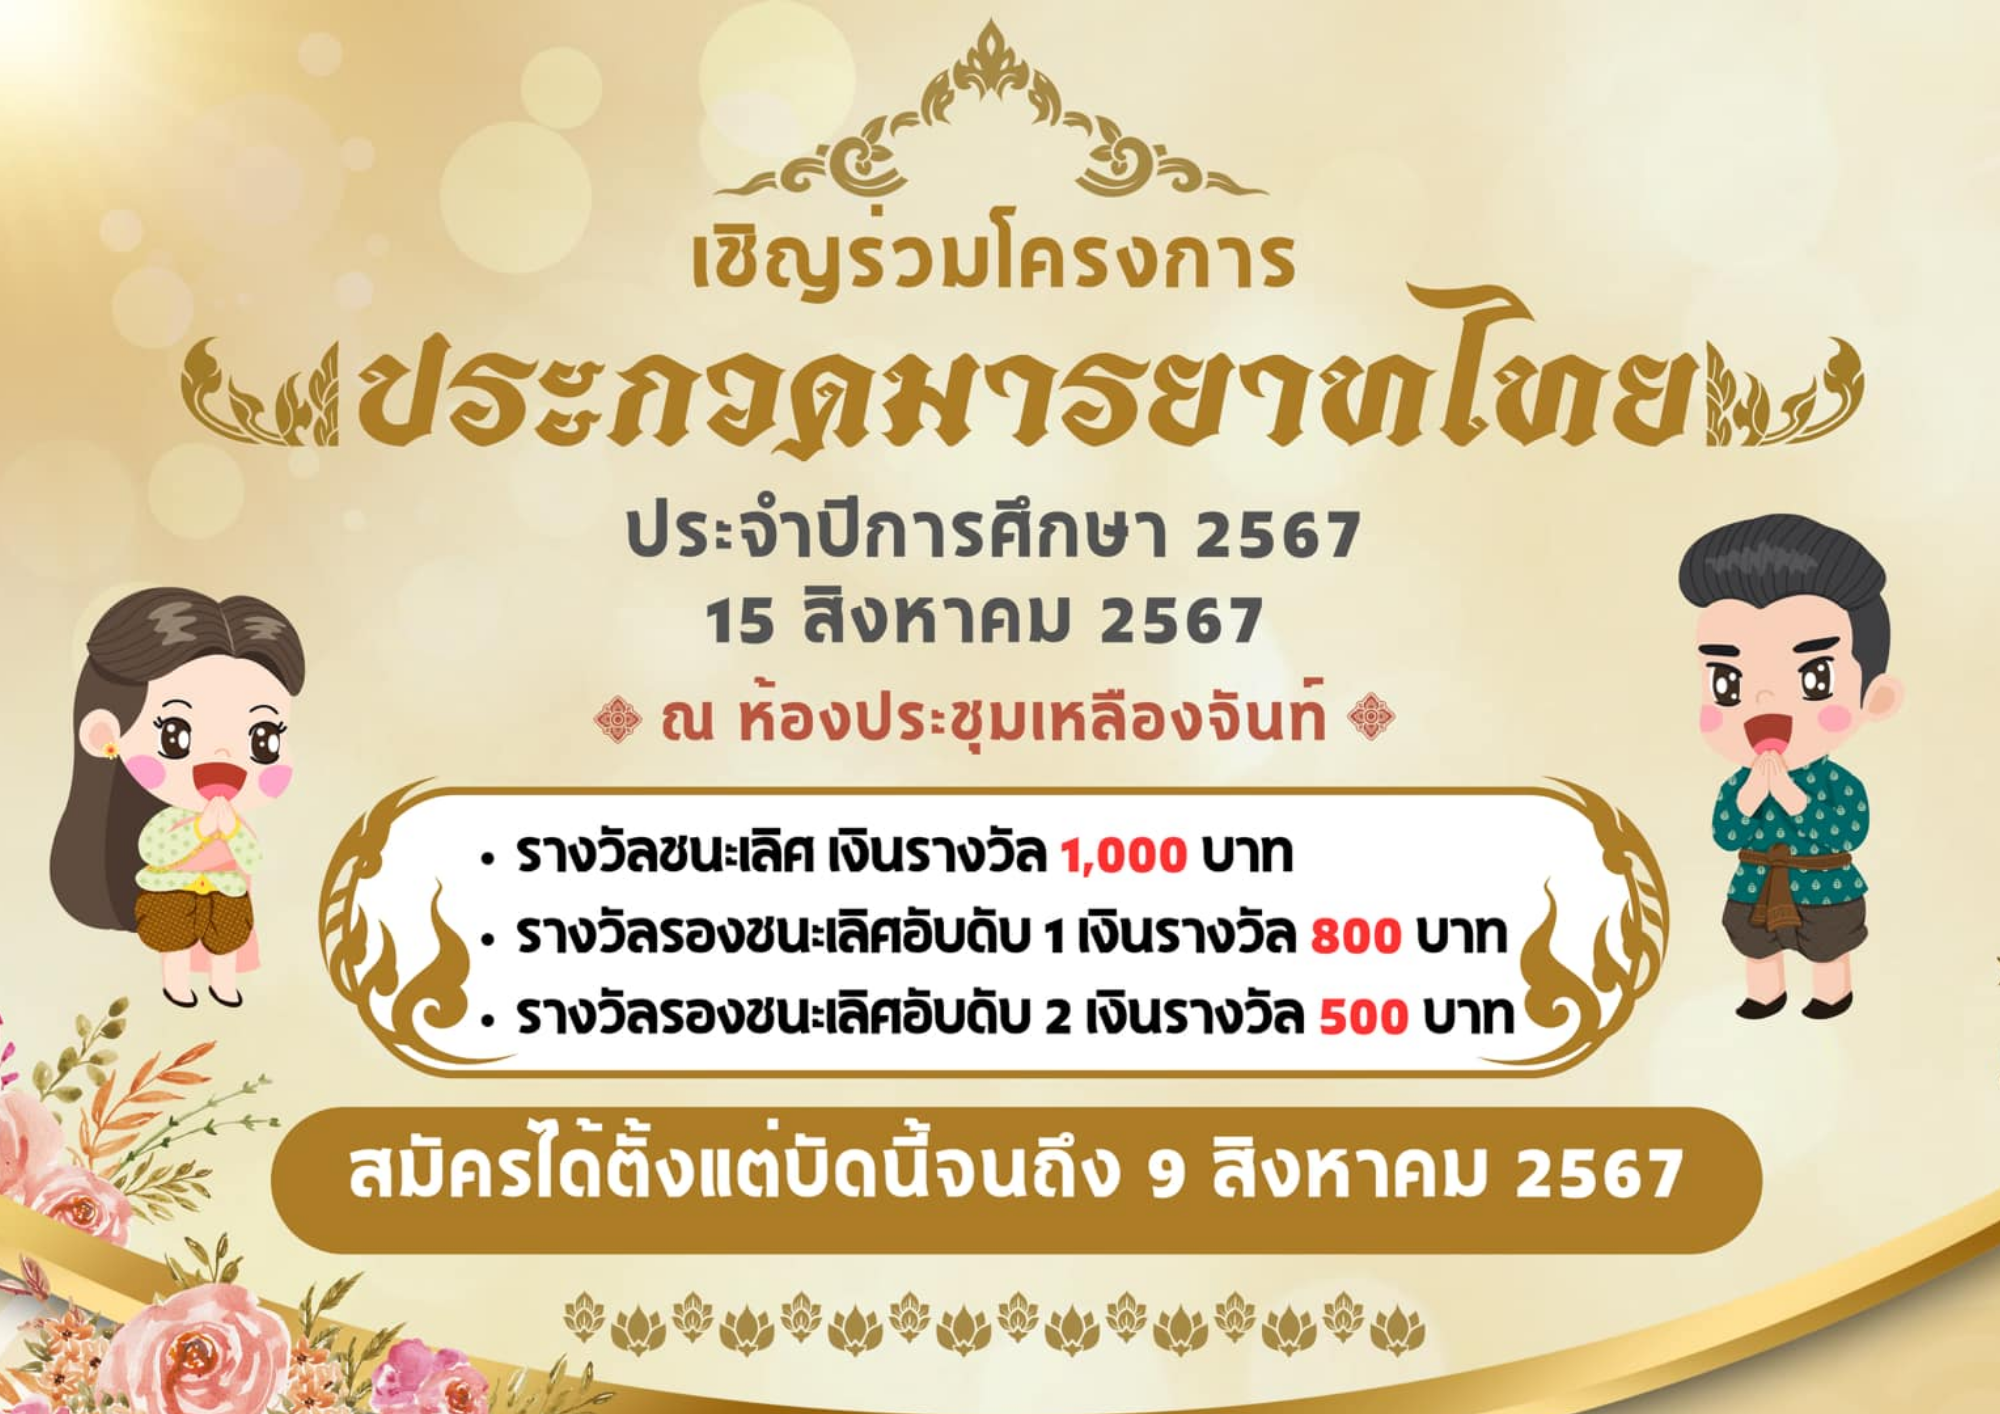 เชิญร่วมโครงการ
ประกวดมารยาทไทย
ประจำปีการศึกษา 2567
15 สิงหาคม 2567
ณ ห้องประชุมเหลืองจันท์
• รางวัลชนะเลิศ เงินรางวัล 1,000 บาท
• รางวัลรองชนะเลิศอับดับ 1 เงินรางวัล 800 บาท
• รางวัลรองชนะเลิศอับดับ 2 เงินรางวัล 500 บาท
สมัครได้ตั้งแต่บัดนี้จนถึง 9 สิงหาคม 2567